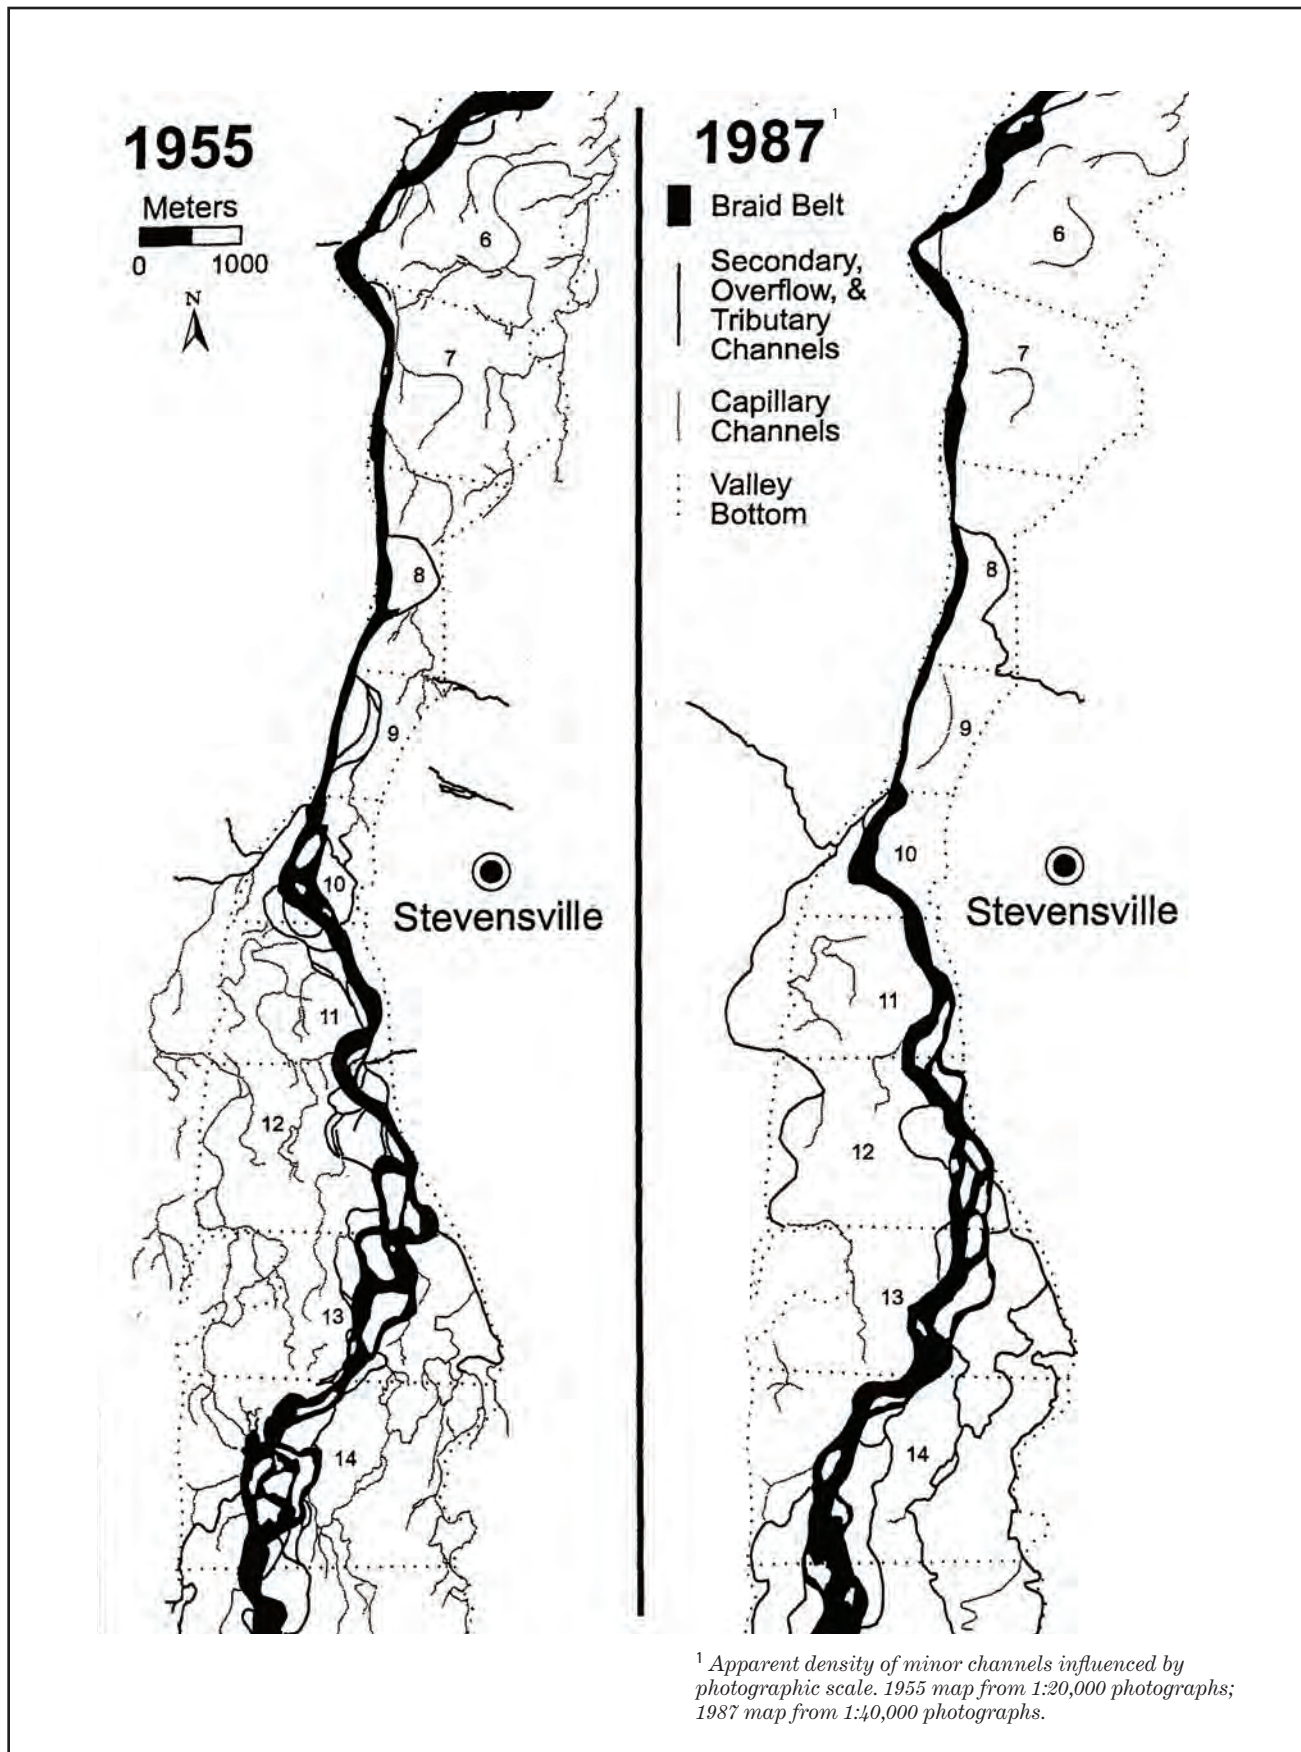 1955
Meters
0 1000
N
6
7
8
9
10
Stevensville
11
12
13
14
1987 1
Braid Belt
Secondary,
Overflow, &
Tributary
Channels
Capillary
Channels
Valley
Bottom
6
7
8
9
10
Stevensville
11
12
13
14
1 Apparent density of minor channels influenced by
photographic scale. 1955 map from 1:20,000 photographs;
1987 map from 1:40,000 photographs.